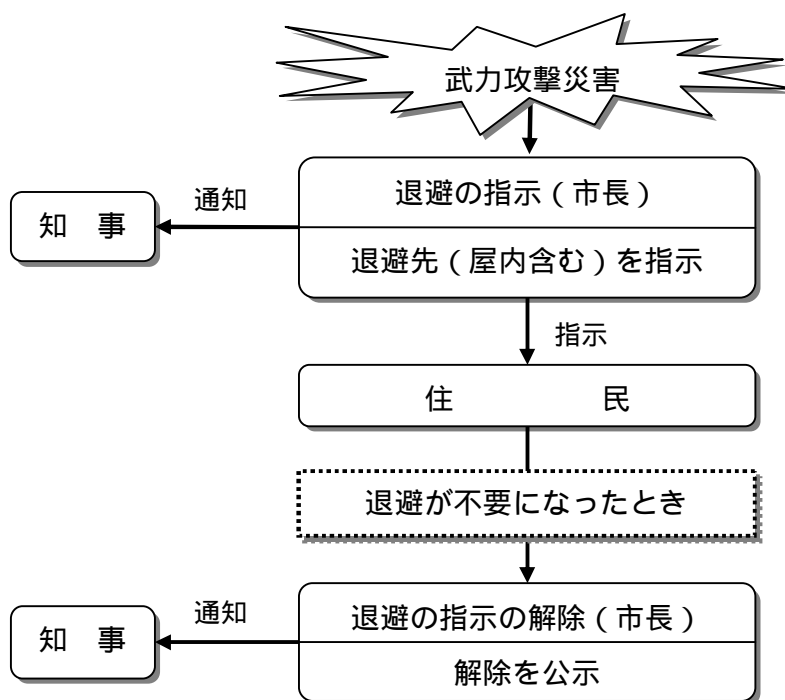 武力攻撃災害
退避の指示（市長）
通知
知　事
退避先（屋内含む）を指示
指示
住　　　　　民
退避が不要になったとき
退避の指示の解除（市長）
通知
知　事
解除を公示